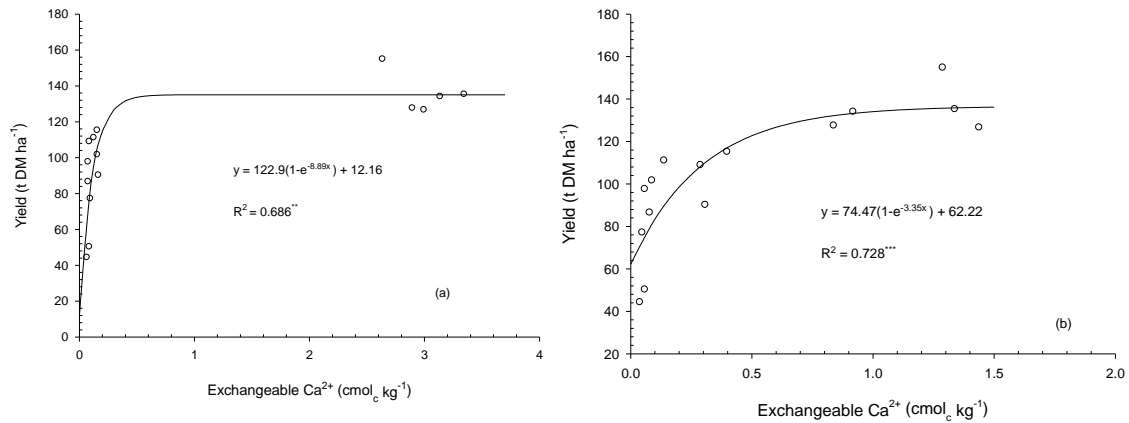 180
160
140
120
100
80
60
40
20
0
Yield (t DM ha⁻¹)
y = 122.9(1-e⁻⁸·⁸⁹ˣ) + 12.16
R² = 0.686**
(a)
0 1 2 3 4
Exchangeable Ca²⁺ (cmol_c kg⁻¹)
180
160
140
120
100
80
60
40
20
Yield (t DM ha⁻¹)
y = 74.47(1-e⁻³·³⁵ˣ) + 62.22
R² = 0.728***
(b)
0.0 0.5 1.0 1.5 2.0
Exchangeable Ca²⁺ (cmol_c kg⁻¹)